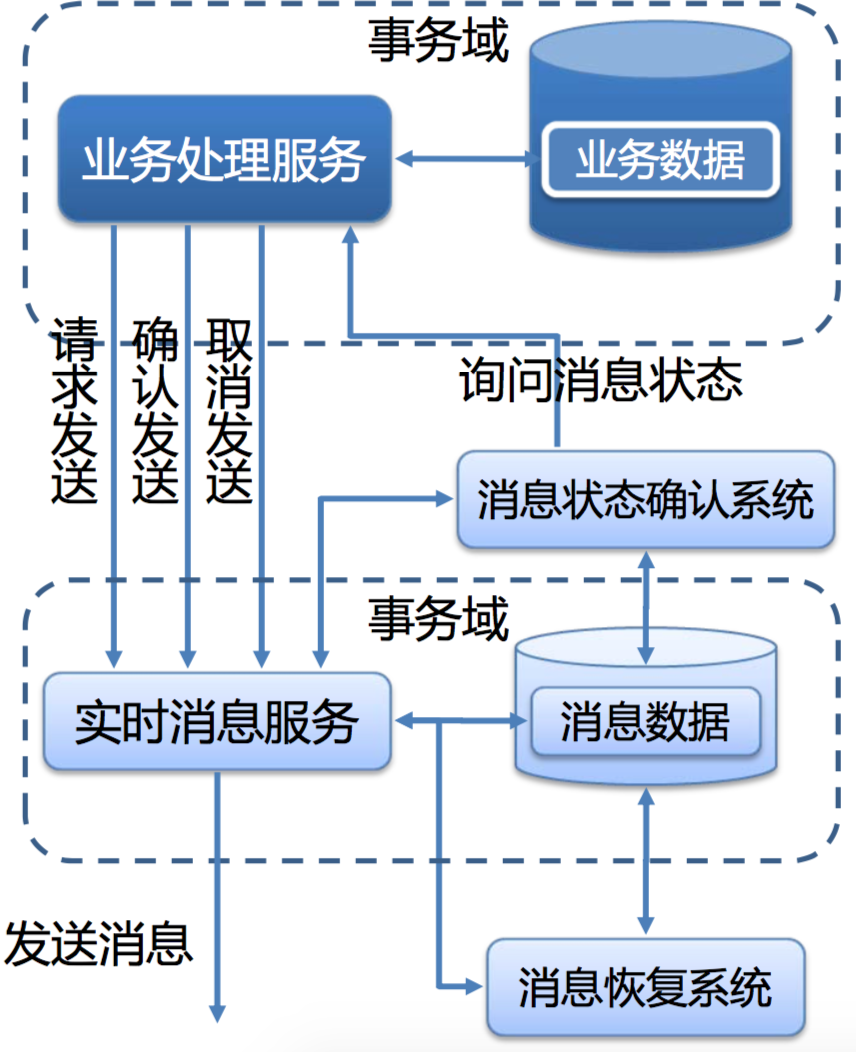 事务域
业务处理服务
业务数据
请求发送
确认发送
取消发送
询问消息状态
消息状态确认系统
事务域
实时消息服务
消息数据
发送消息
消息恢复系统